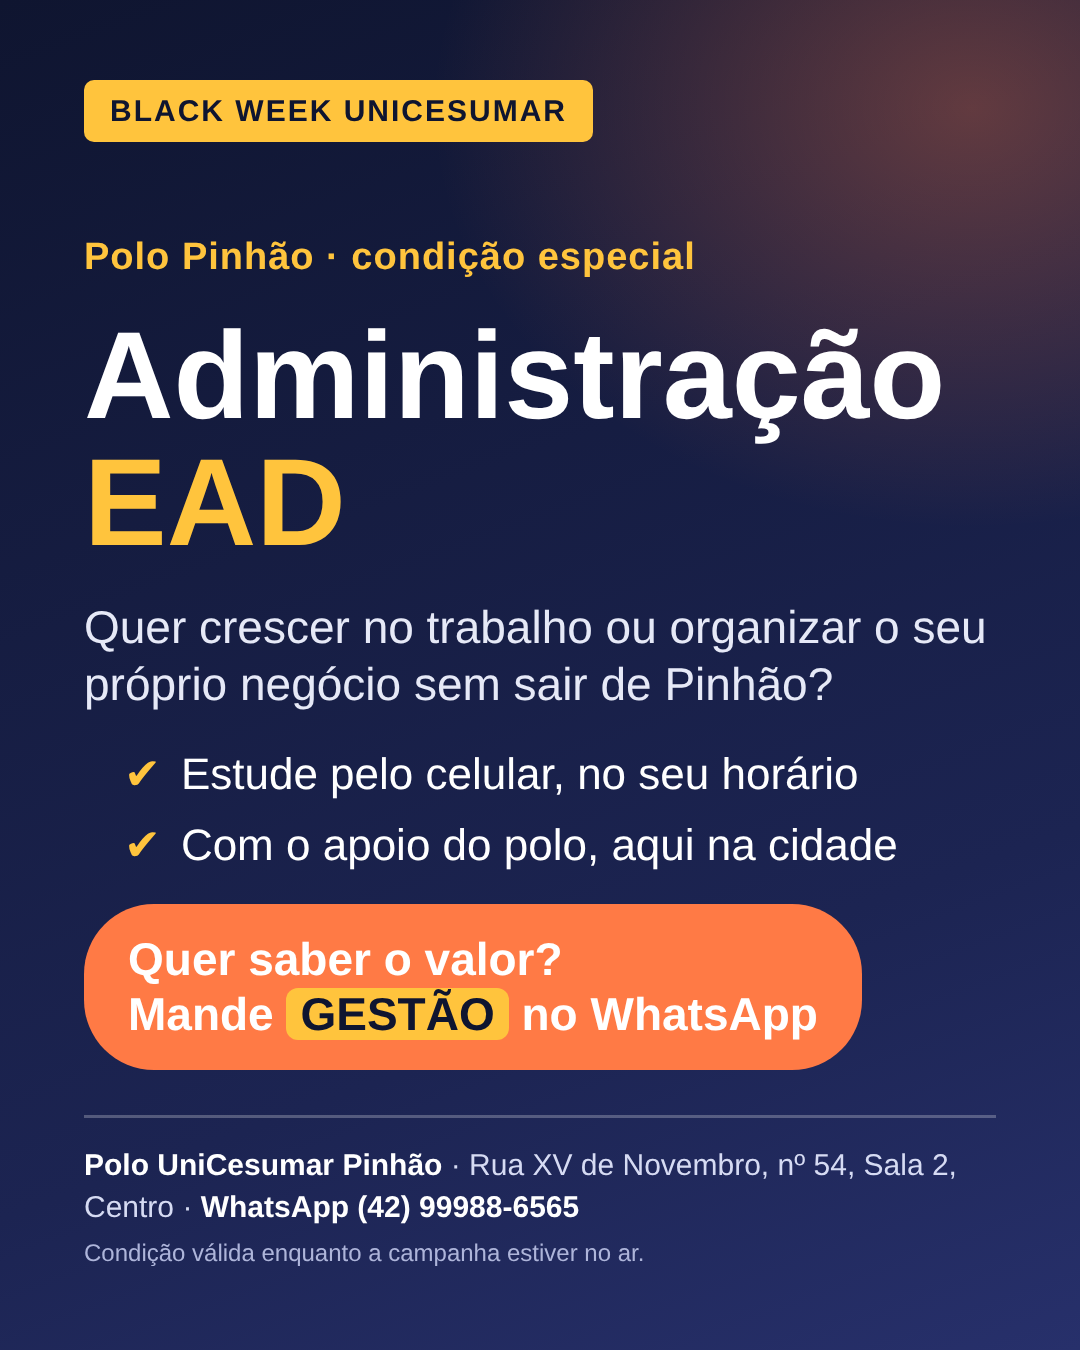 BLACK WEEK UNICESUMAR
Polo Pinhão · condição especial
Administração
EAD
Quer crescer no trabalho ou organizar o seu
próprio negócio sem sair de Pinhão?
✔ Estude pelo celular, no seu horário
✔ Com o apoio do polo, aqui na cidade
Quer saber o valor?
Mande GESTÃO no WhatsApp
Polo UniCesumar Pinhão · Rua XV de Novembro, nº 54, Sala 2,
Centro · WhatsApp (42) 99988-6565
Condição válida enquanto a campanha estiver no ar.